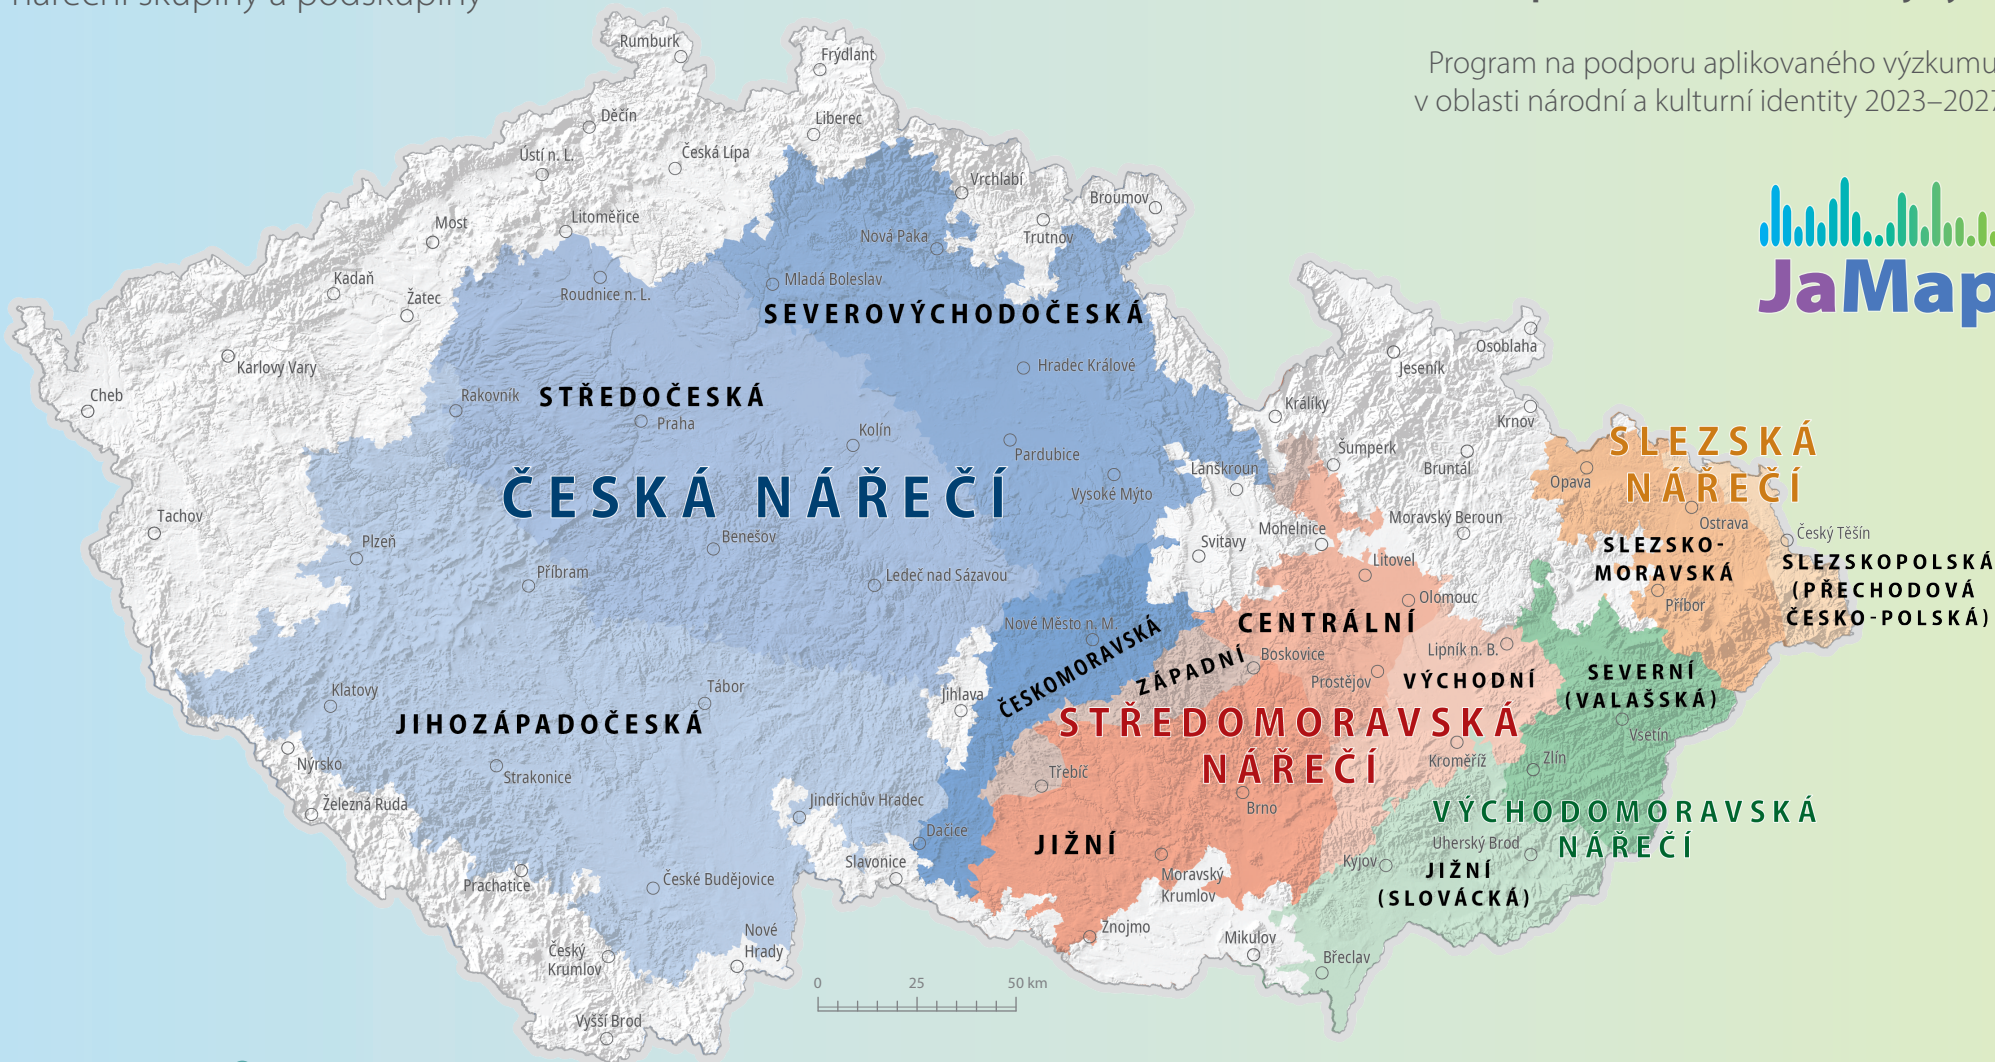 nářeční skupiny a podskupiny
Program na podporu aplikovaného výzkumu
v oblasti národní a kulturní identity 2023–2027
JaMap
Rumburk
Frýdlant
Děčín
Liberec
Ústí n. L.
Česká Lípa
Vrchlabí
Broumov
Litoměřice
Most
Nová Paka
Trutnov
Kadaň
Žatec
Roudnice n. L.
Mladá Boleslav
SEVEROVÝCHODOČESKÁ
Osoblaha
Karlovy Vary
Hradec Králové
Jeseník
Cheb
Rakovník
STŘEDOČESKÁ
Praha
Králíky
Krnov
Kolín
Pardubice
Šumperk
SLEZSKÁ
NÁŘEČÍ
Lanškroun
Bruntál
Opava
ČESKÁ NÁŘEČÍ
Vysoké Mýto
Tachov
Moravský Beroun
Ostrava
Mohelnice
Český Těšín
Plzeň
Benešov
Svitavy
SLEZSKO-
MORAVSKÁ
Litovel
SLEZSKOPOLSKÁ
(PŘECHODOVÁ
ČESKO-POLSKÁ)
Příbram
Ledeč nad Sázavou
Olomouc
Příbor
Nové Město n. M.
ČESKOMORAVSKÁ
CENTRÁLNÍ
ZÁPADNÍ
Boskovice
Lipník n. B.
Prostějov
VÝCHODNÍ
SEVERNÍ
(VALAŠSKÁ)
Klatovy
Tábor
Jihlava
JIHOZÁPADOČESKÁ
STŘEDOMORAVSKÁ
NÁŘEČÍ
Vsetín
Nýrsko
Strakonice
Třebíč
Kroměříž
Zlín
Železná Ruda
Jindřichův Hradec
Brno
VÝCHODOMORAVSKÁ
NÁŘEČÍ
Dačice
JIŽNÍ
Uherský Brod
Slavonice
Kyjov
JIŽNÍ
(SLOVÁCKÁ)
Prachatice
České Budějovice
Moravský
Krumlov
Nové
Hrady
Znojmo
Mikulov
Český
Krumlov
Břeclav
0 25 50 km
Vyšší Brod